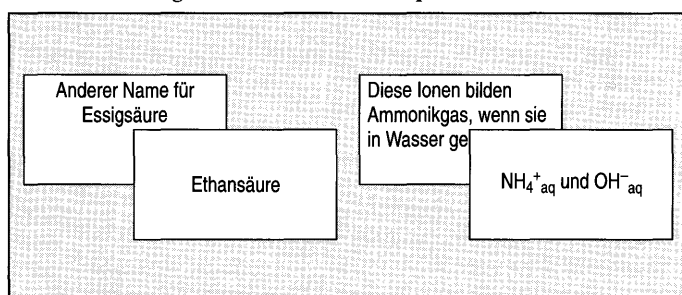 Anderer Name für
Essigsäure
Ethansäure
Diese Ionen bilden
Ammonikgas, wenn sie
in Wasser ge
NH₄⁺aq und OH⁻aq